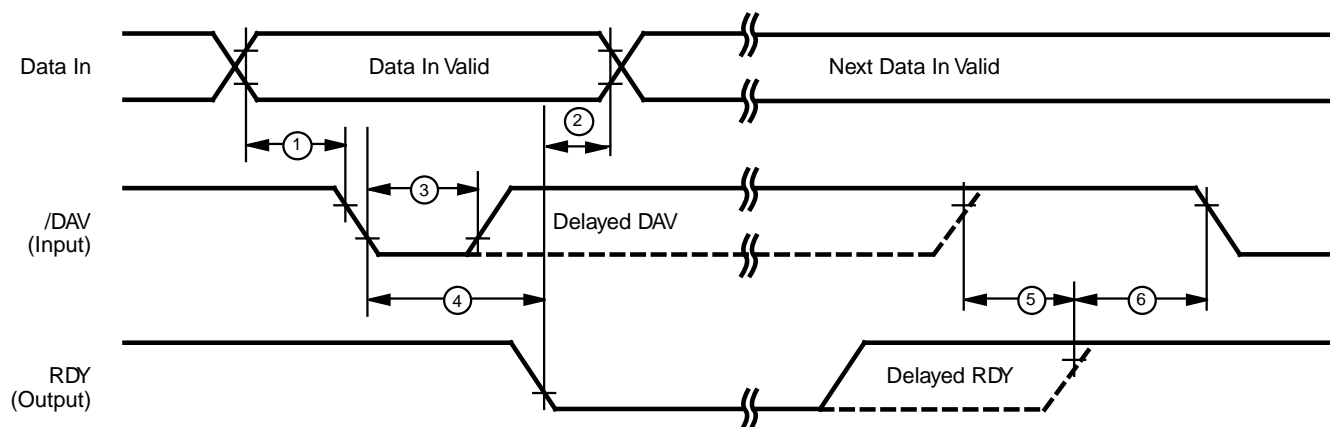 Data In
Data In Valid
Next Data In Valid
1
2
3
/DAV
(Input)
Delayed DAV
4
5
6
RDY
(Output)
Delayed RDY